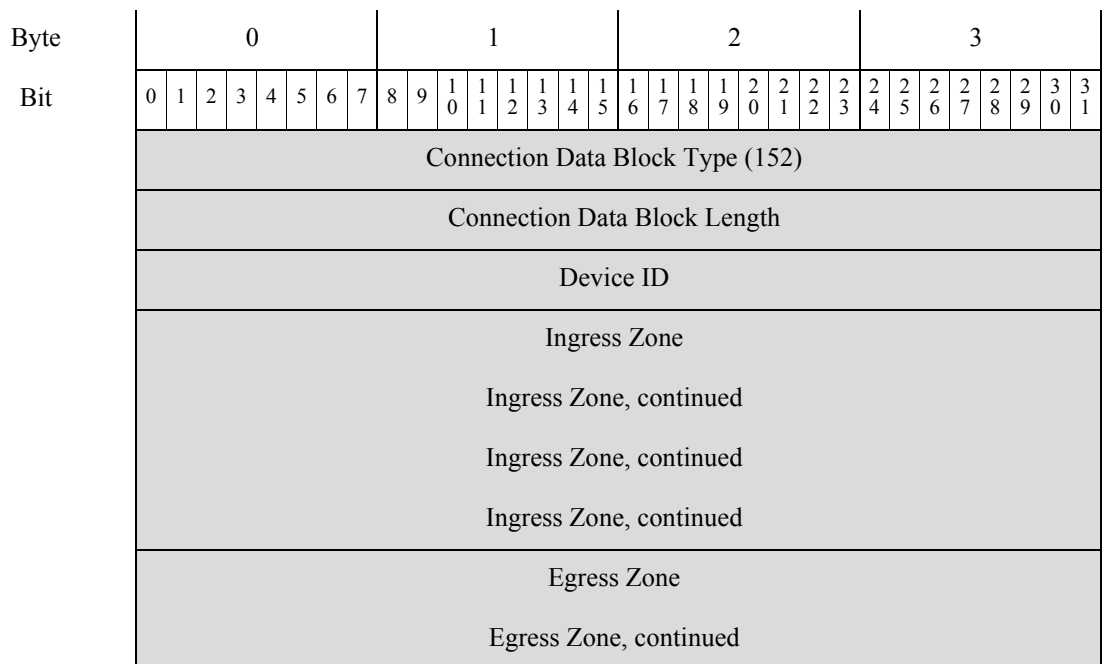 Byte 0 1 2 3
Bit 0 1 2 3 4 5 6 7 8 9 10 11 12 13 14 15 16 17 18 19 20 21 22 23 24 25 26 27 28 29 30 31
Connection Data Block Type (152)
Connection Data Block Length
Device ID
Ingress Zone
Ingress Zone, continued
Ingress Zone, continued
Ingress Zone, continued
Egress Zone
Egress Zone, continued